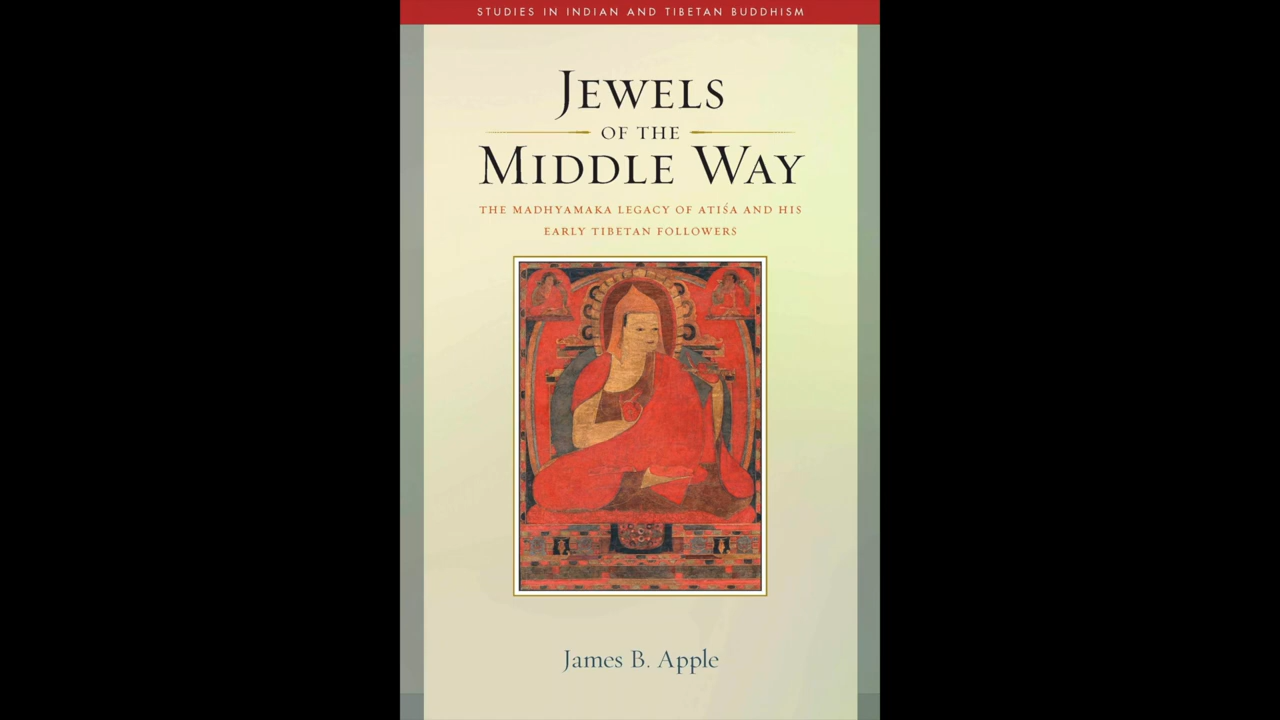 STUDIES IN INDIAN AND TIBETAN BUDDHISM
JEWELS
OF THE
MIDDLE WAY
THE MADHYAMAKA LEGACY OF ATIŚA AND HIS
EARLY TIBETAN FOLLOWERS
James B. Apple